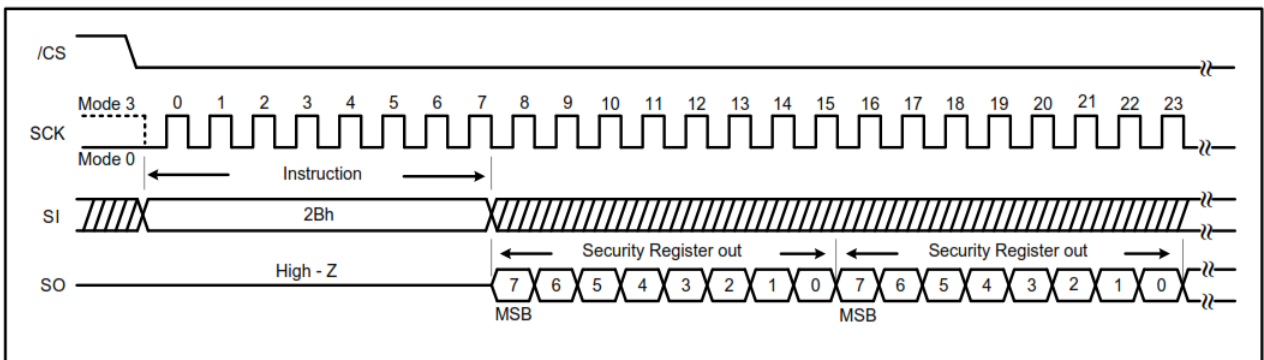 /CS
Mode 3 0 1 2 3 4 5 6 7 8 9 10 11 12 13 14 15 16 17 18 19 20 21 22 23
SCK
Mode 0
Instruction
SI 2Bh
Security Register out Security Register out
High - Z
SO 7 6 5 4 3 2 1 0 7 6 5 4 3 2 1 0
MSB MSB